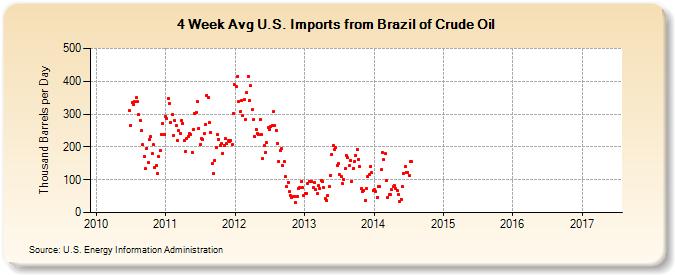 4 Week Avg U.S. Imports from Brazil of Crude Oil
Thousand Barrels per Day
500
400
300
200
100
0
2010 2011 2012 2013 2014 2015 2016 2017
Source: U.S. Energy Information Administration